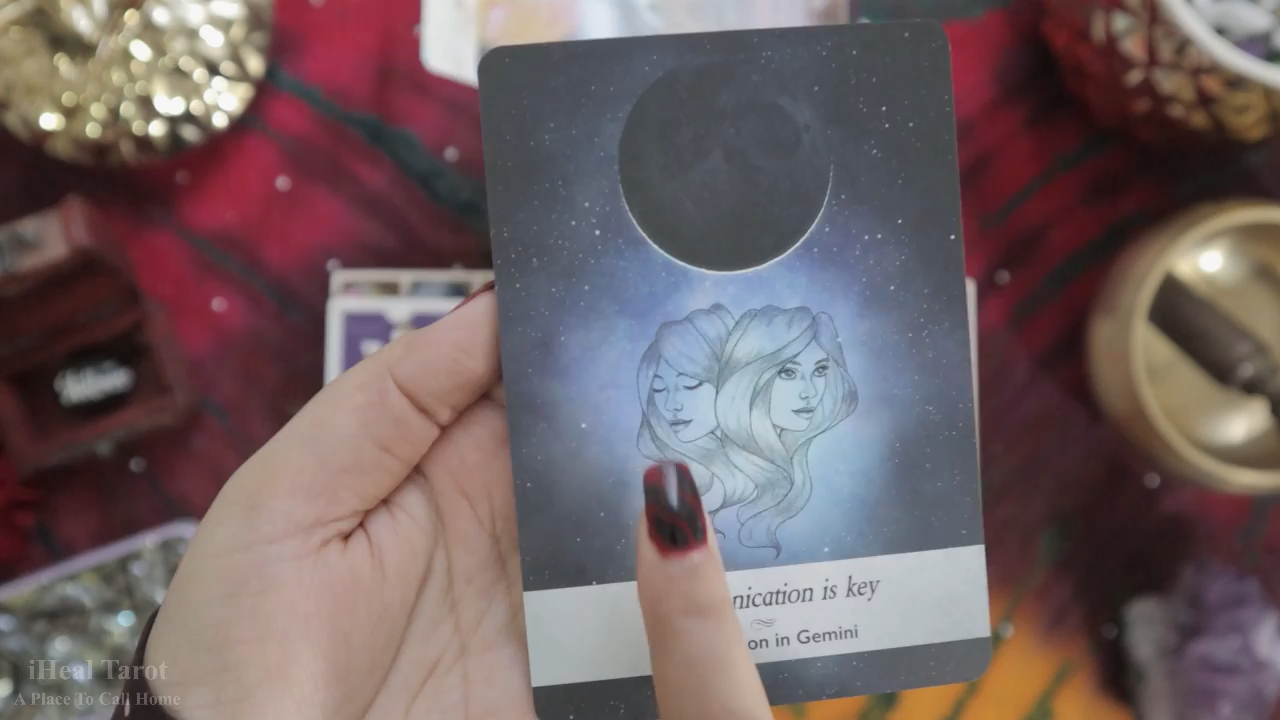 nication is key
on in Gemini
iHeal Tarot
A Place To Call Home